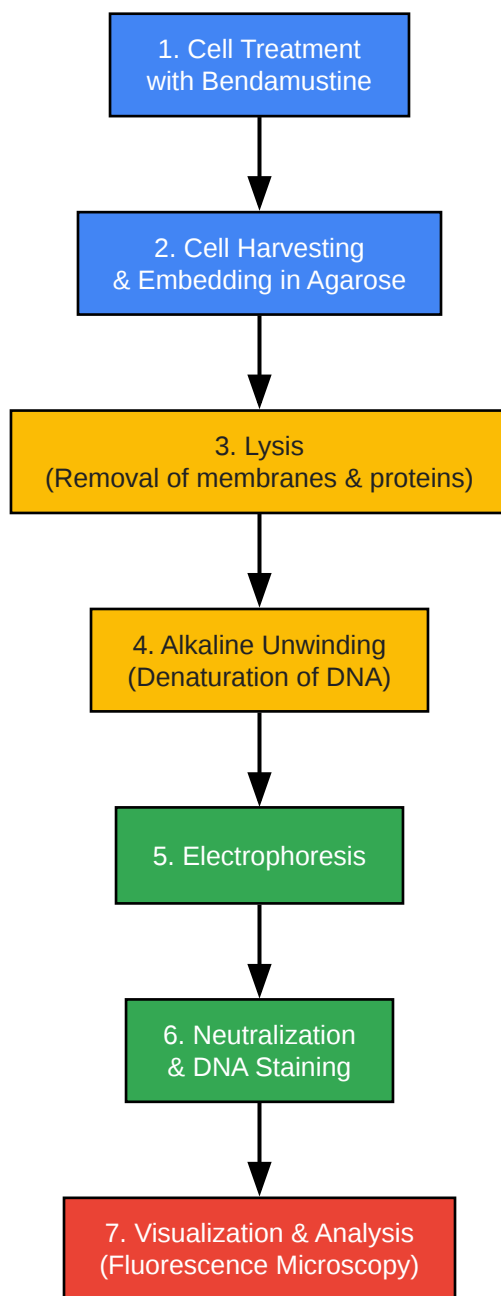 1. Cell Treatment
with Bendamustine
2. Cell Harvesting
& Embedding in Agarose
3. Lysis
(Removal of membranes & proteins)
4. Alkaline Unwinding
(Denaturation of DNA)
5. Electrophoresis
6. Neutralization
& DNA Staining
7. Visualization & Analysis
(Fluorescence Microscopy)